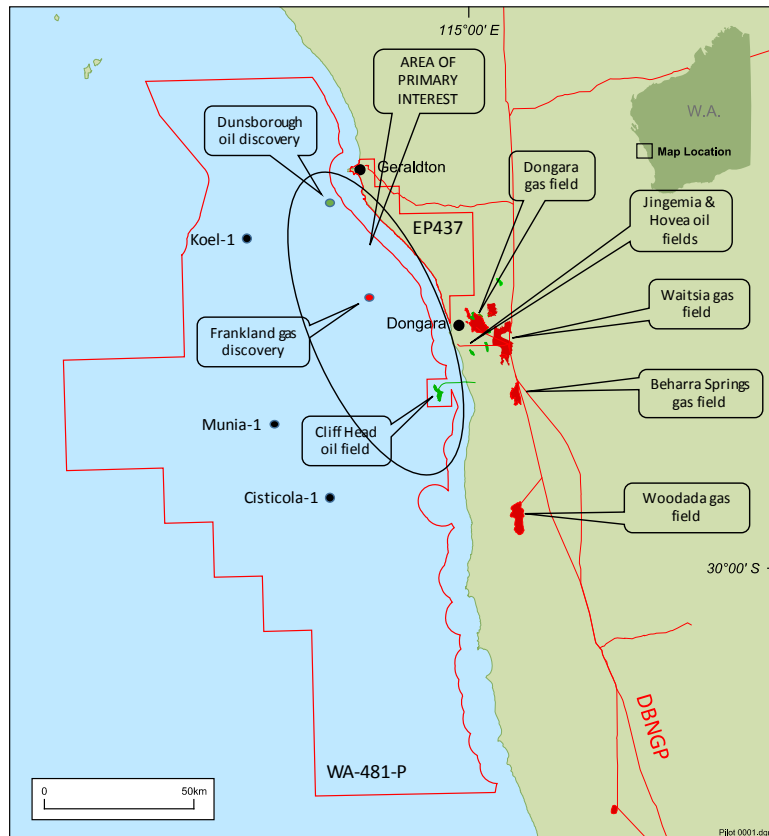 115°00' E
AREA OF
PRIMARY
INTEREST
W.A.
Map Location
Dunsborough
oil discovery
Geraldton
Dongara
gas field
Jingemia &
Hovea oil
fields
EP437
Koel-1
Waitsia gas
field
Frankland gas
discovery
Dongara
Beharra Springs
gas field
Munia-1
Cliff Head
oil field
Cisticola-1
Woodada gas
field
30°00' S
DBNGP
WA-481-P
0
50km